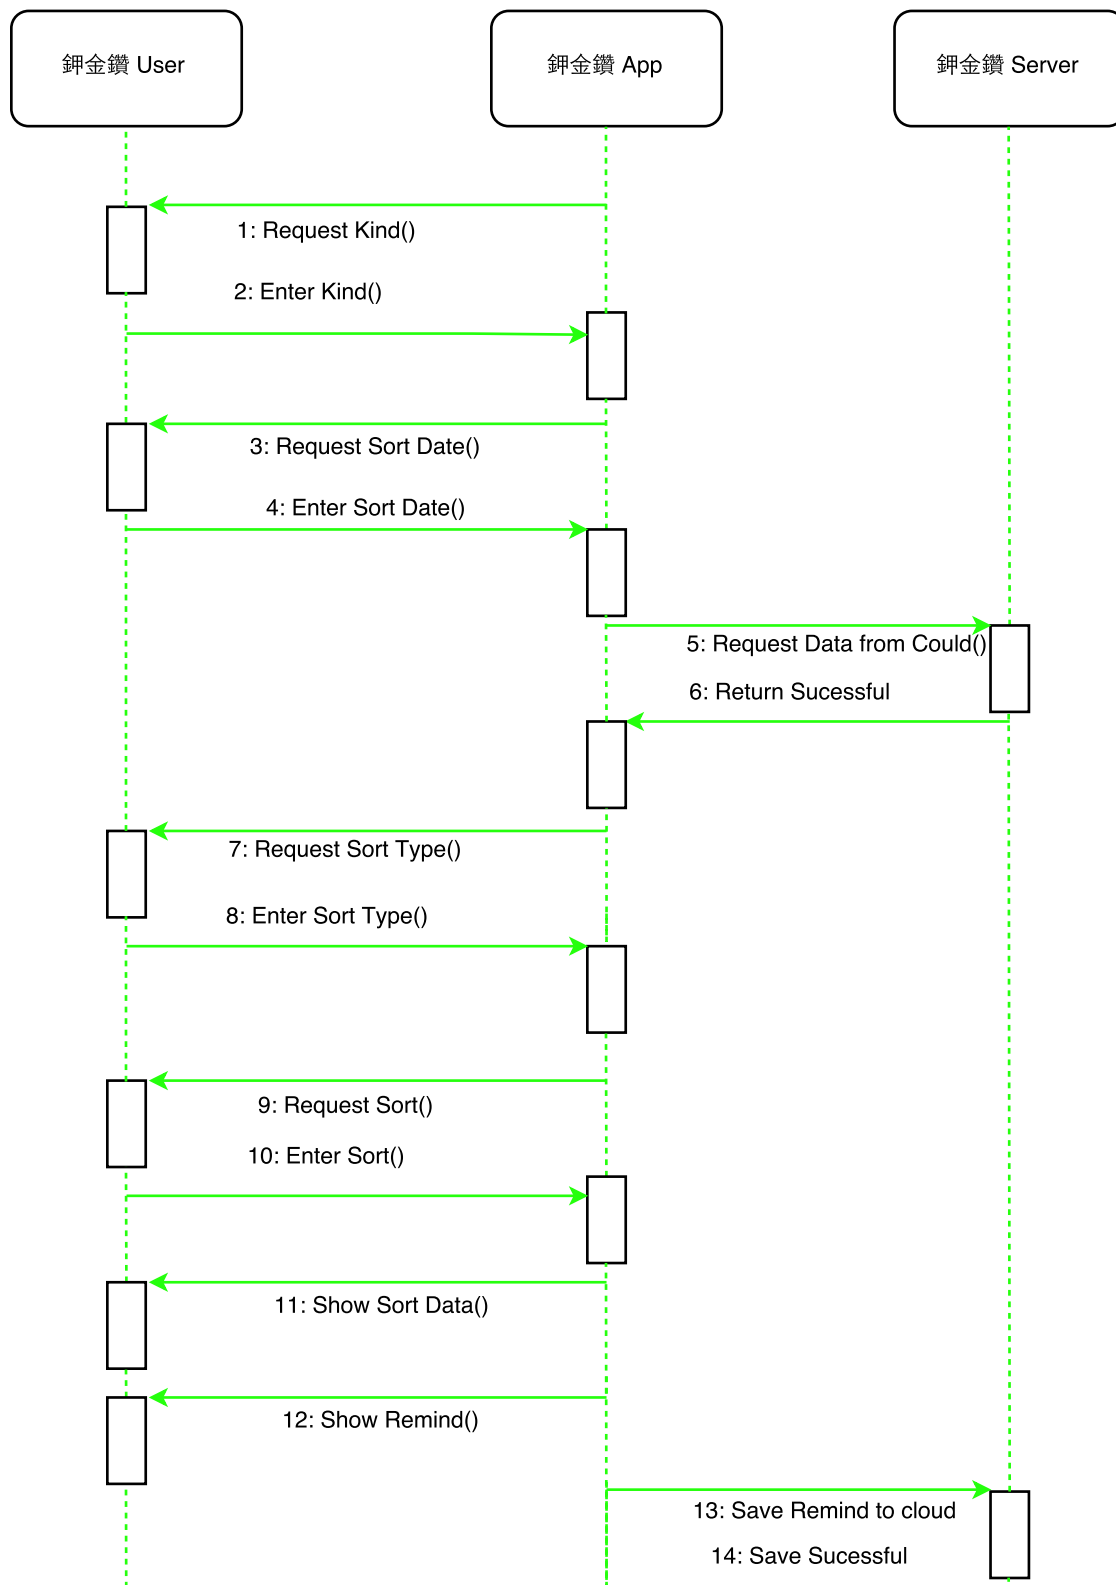 鉀金鑽 User
鉀金鑽 App
鉀金鑽 Server
1: Request Kind()
2: Enter Kind()
3: Request Sort Date()
4: Enter Sort Date()
5: Request Data from Could()
6: Return Sucessful
7: Request Sort Type()
8: Enter Sort Type()
9: Request Sort()
10: Enter Sort()
11: Show Sort Data()
12: Show Remind()
13: Save Remind to cloud
14: Save Sucessful